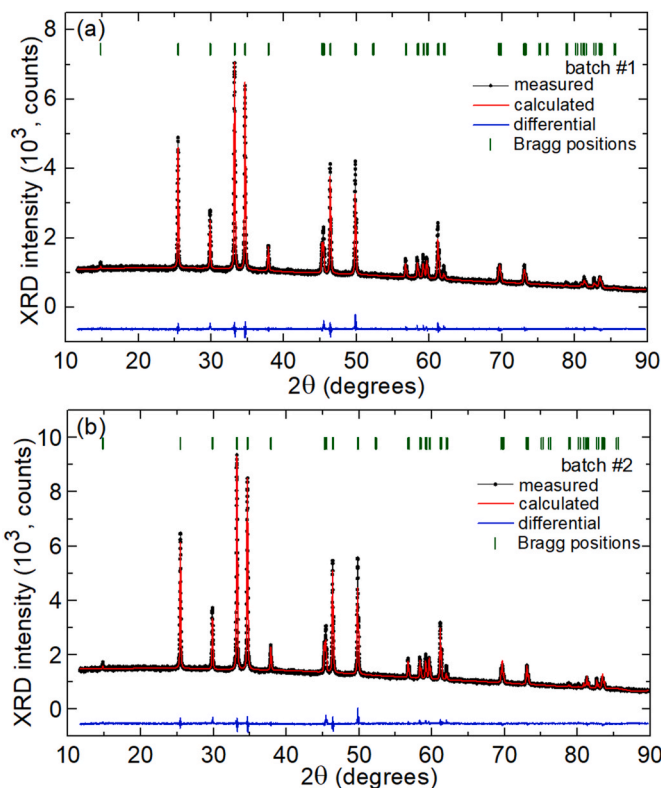 (a)
batch #1
measured
calculated
differential
Bragg positions
8
6
4
2
0
XRD intensity (10³, counts)
10 20 30 40 50 60 70 80 90
2θ (degrees)
(b)
batch #2
measured
calculated
differential
Bragg positions
10
8
6
4
2
0
XRD intensity (10³, counts)
10 20 30 40 50 60 70 80 90
2θ (degrees)